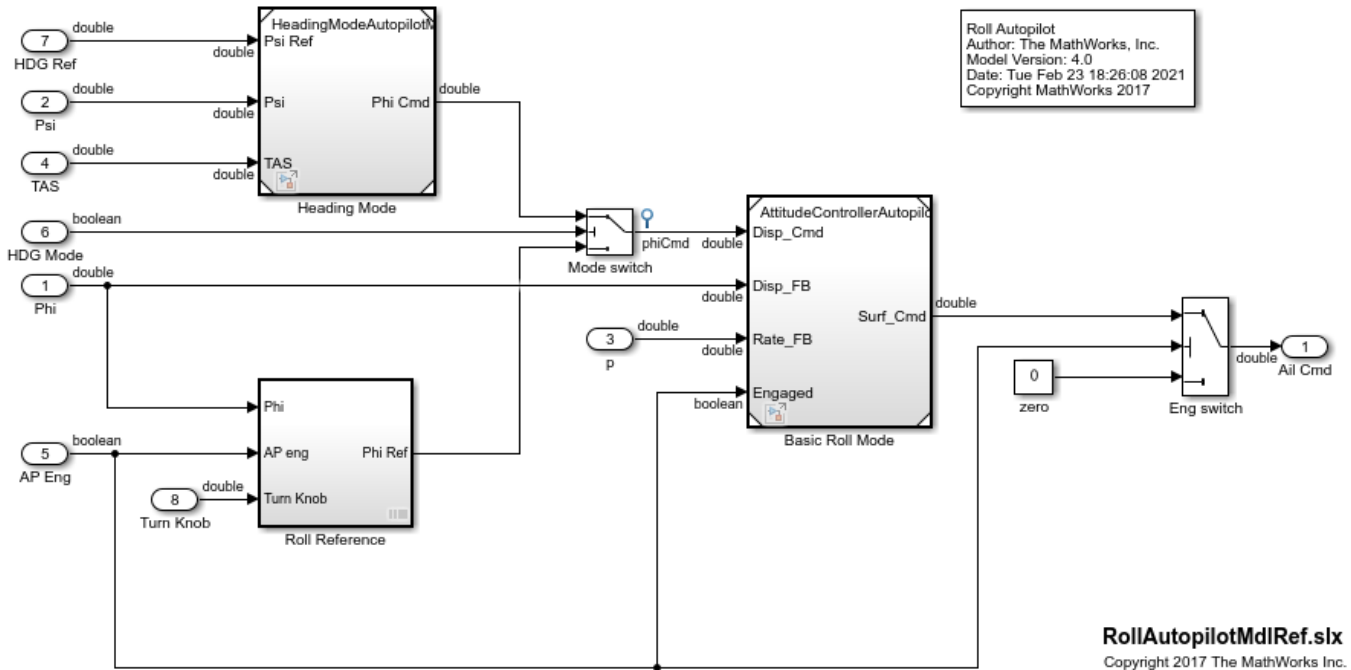 double
7
HDG Ref
double
HeadingModeAutopilotM
Psi Ref
double
2
Psi
double
Psi
double
4
TAS
double
TAS
Phi Cmd
double
Heading Mode
Roll Autopilot
Author: The MathWorks, Inc.
Model Version: 4.0
Date: Tue Feb 23 18:26:08 2021
Copyright MathWorks 2017
boolean
6
HDG Mode
double
1
Phi
phiCmd
Mode switch
double
AttitudeControllerAutopilo
Disp_Cmd
double
Disp_FB
double
3
p
double
Rate_FB
boolean
Engaged
Surf_Cmd
double
Basic Roll Mode
0
zero
Eng switch
double
1
Ail Cmd
Phi
boolean
5
AP Eng
AP eng
Phi Ref
double
8
Turn Knob
Turn Knob
Roll Reference
RollAutopilotMdlRef.slx
Copyright 2017 The MathWorks Inc.